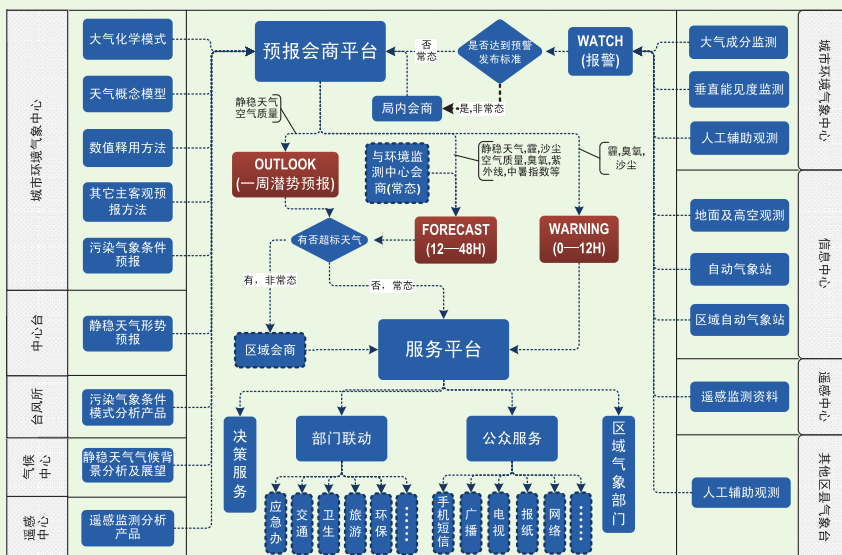 城市环境气象中心
大气化学模式
天气概念模型
数值释用方法
其它主客观预
报方法
污染气象条件
预报
中心台
静稳天气形势
预报
台风所
污染气象条件
模式分析产品
气候
中心
静稳天气气候背
景分析及展望
遥感
中心
遥感监测分析
产品
预报会商平台
否
常态
是否达到预警
发布标准
WATCH
(报警)
局内会商
是,非常态
静稳天气
空气质量
OUTLOOK
(一周潜势预报)
与环境监
测中心会
商(常态)
静稳天气,霾,沙尘
空气质量,臭氧,紫
外线,中暑指数等
霾,臭氧,
沙尘
有否超标天气
FORECAST
(12—48H)
WARNING
(0—12H)
有，非常态
否，常态
区域会商
服务平台
决策服务
部门联动
公众服务
区域气象部门
应急办
交通
卫生
旅游
环保
……
手机短信
广播
电视
报纸
网络
……
大气成分监测
垂直能见度监测
人工辅助观测
城市环境气象中心
地面及高空观测
自动气象站
区域自动气象站
信息中心
遥感监测资料
遥感中心
人工辅助观测
其他区县气象台